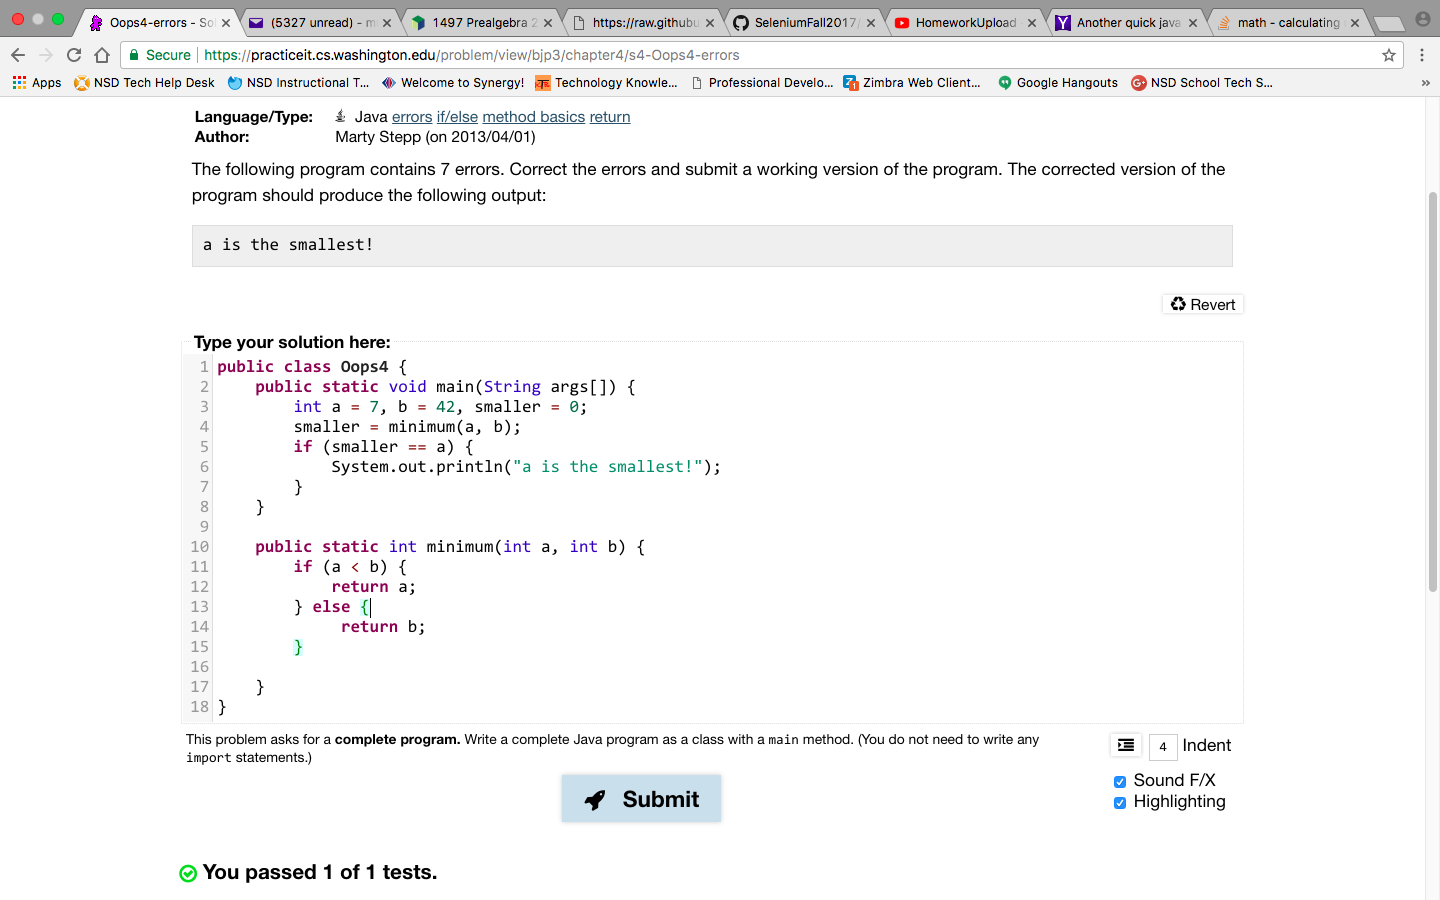 Oops4-errors - So
(5327 unread) - m
1497 Prealgebra 2
https://raw.githubu
SeleniumFall2017/
HomeworkUpload
Another quick java
math - calculating
Secure https://practiceit.cs.washington.edu/problem/view/bjp3/chapter4/s4-Oops4-errors
Apps NSD Tech Help Desk NSD Instructional T... Welcome to Synergy! Technology Knowle... Professional Develo... Zimbra Web Client... Google Hangouts NSD School Tech S... »
Language/Type: Java errors if/else method basics return
Author: Marty Stepp (on 2013/04/01)
The following program contains 7 errors. Correct the errors and submit a working version of the program. The corrected version of the
program should produce the following output:
a is the smallest!
Revert
Type your solution here:
1 public class Oops4 {
2     public static void main(String args[]) {
3         int a = 7, b = 42, smaller = 0;
4         smaller = minimum(a, b);
5         if (smaller == a) {
6             System.out.println("a is the smallest!");
7         }
8     }
9
10     public static int minimum(int a, int b) {
11         if (a < b) {
12             return a;
13         } else {
14              return b;
15         }
16
17     }
18 }
This problem asks for a complete program. Write a complete Java program as a class with a main method. (You do not need to write any
import statements.)
4 Indent
Sound F/X
Highlighting
Submit
You passed 1 of 1 tests.